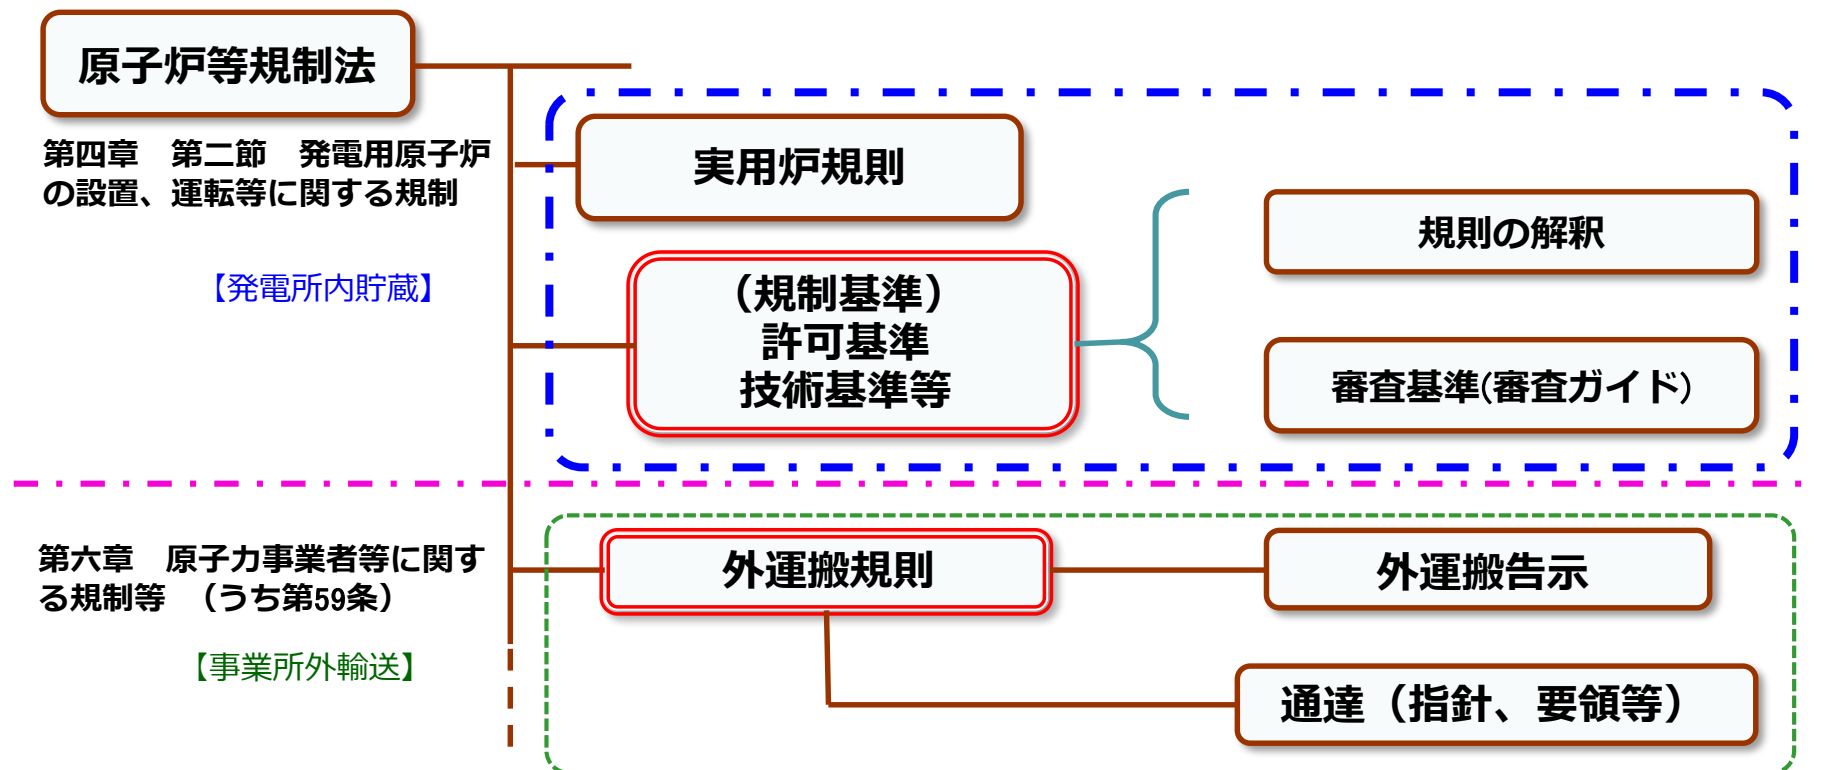 原子炉等規制法
第四章　第二節　発電用原子炉
の設置、運転等に関する規制
【発電所内貯蔵】
実用炉規則
（規制基準）
許可基準
技術基準等
規則の解釈
審査基準(審査ガイド)
第六章　原子力事業者等に関す
る規制等　（うち第59条）
【事業所外輸送】
外運搬規則
外運搬告示
通達（指針、要領等）